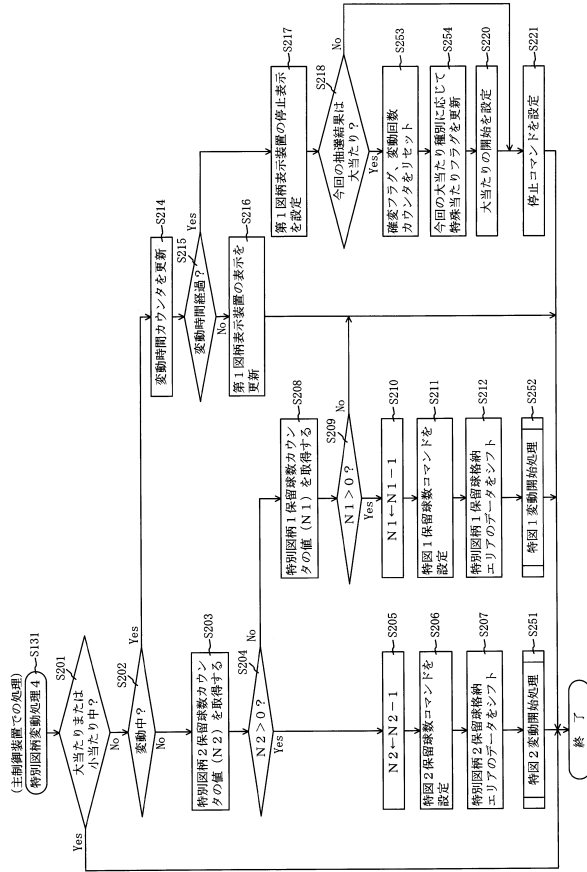 (主制御装置での処理)
特別図柄変動処理4
S131
S201
大当たりまたは
小当たり中?
Yes
No
S202
変動中?
Yes
No
S203
特別図柄2保留球数カウン
タの値(N2)を取得する
S204
N2>0?
No
Yes
S205
N2←N2-1
S206
特図2保留球数コマンドを
設定
S207
特別図柄2保留球格納
エリアのデータをシフト
S251
特図2変動開始処理
終 了
S208
特別図柄1保留球数カウン
タの値(N1)を取得する
S209
N1>0?
No
Yes
S210
N1←N1-1
S211
特図1保留球数コマンドを
設定
S212
特別図柄1保留球格納
エリアのデータをシフト
S252
特図1変動開始処理
S214
変動時間カウンタを更新
S215
変動時間経過?
Yes
No
S216
第1図柄表示装置の表示を
更新
S217
第1図柄表示装置の停止表示
を設定
S218
今回の抽選結果は
大当たり?
No
Yes
S253
確変フラグ、変動回数
カウンタをリセット
S254
今回の大当たり種別に応じて
特殊当たりフラグを更新
S220
大当たりの開始を設定
S221
停止コマンドを設定